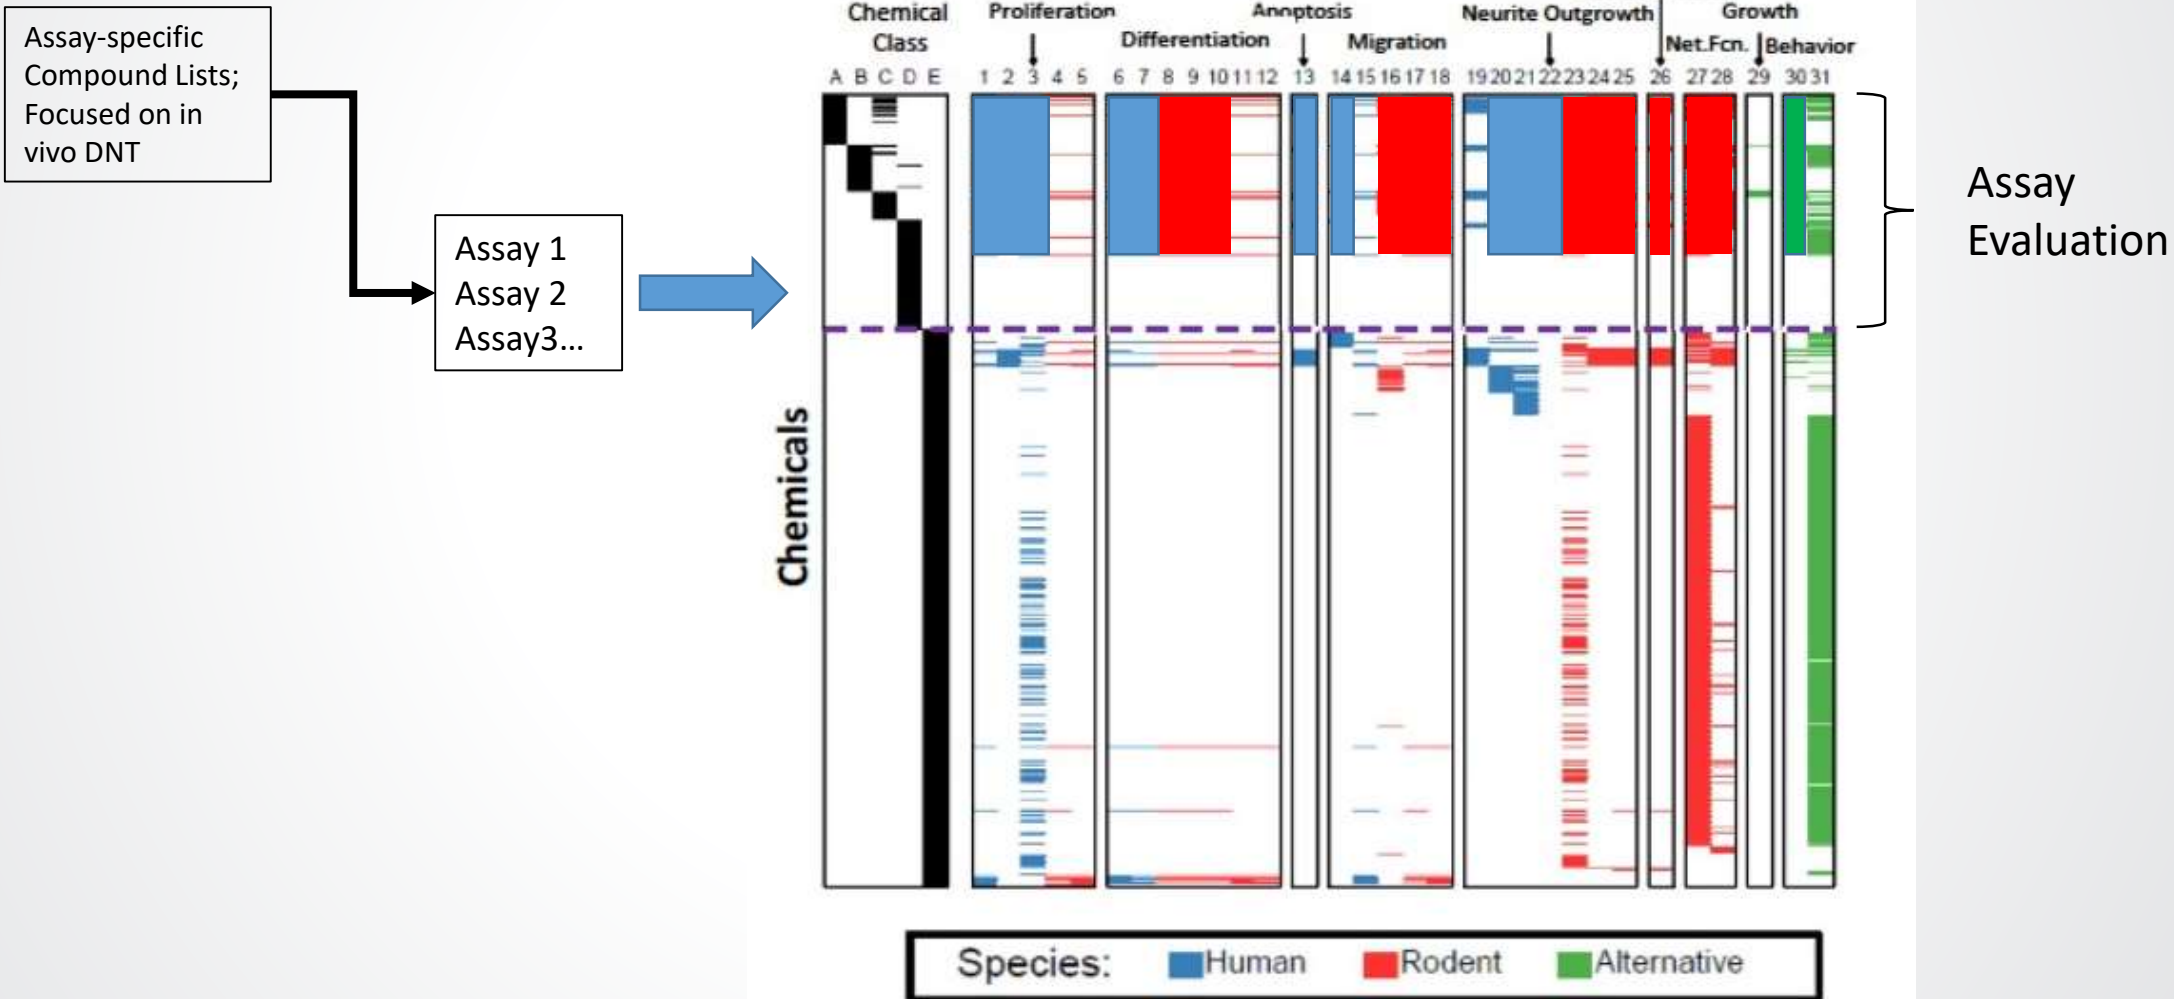 Assay-specific
Compound Lists;
Focused on in
vivo DNT
Assay 1
Assay 2
Assay3...
Chemical
Class
Proliferation
Differentiation
Apoptosis
Migration
Neurite Outgrowth
Growth
Net.Fcn.
Behavior
A B C D E
1 2 3 4 5
6 7 8 9 10 11 12
13
14 15 16 17 18
19 20 21 22 23 24 25
26
27 28
29
30 31
Chemicals
Assay
Evaluation
Species: Human Rodent Alternative